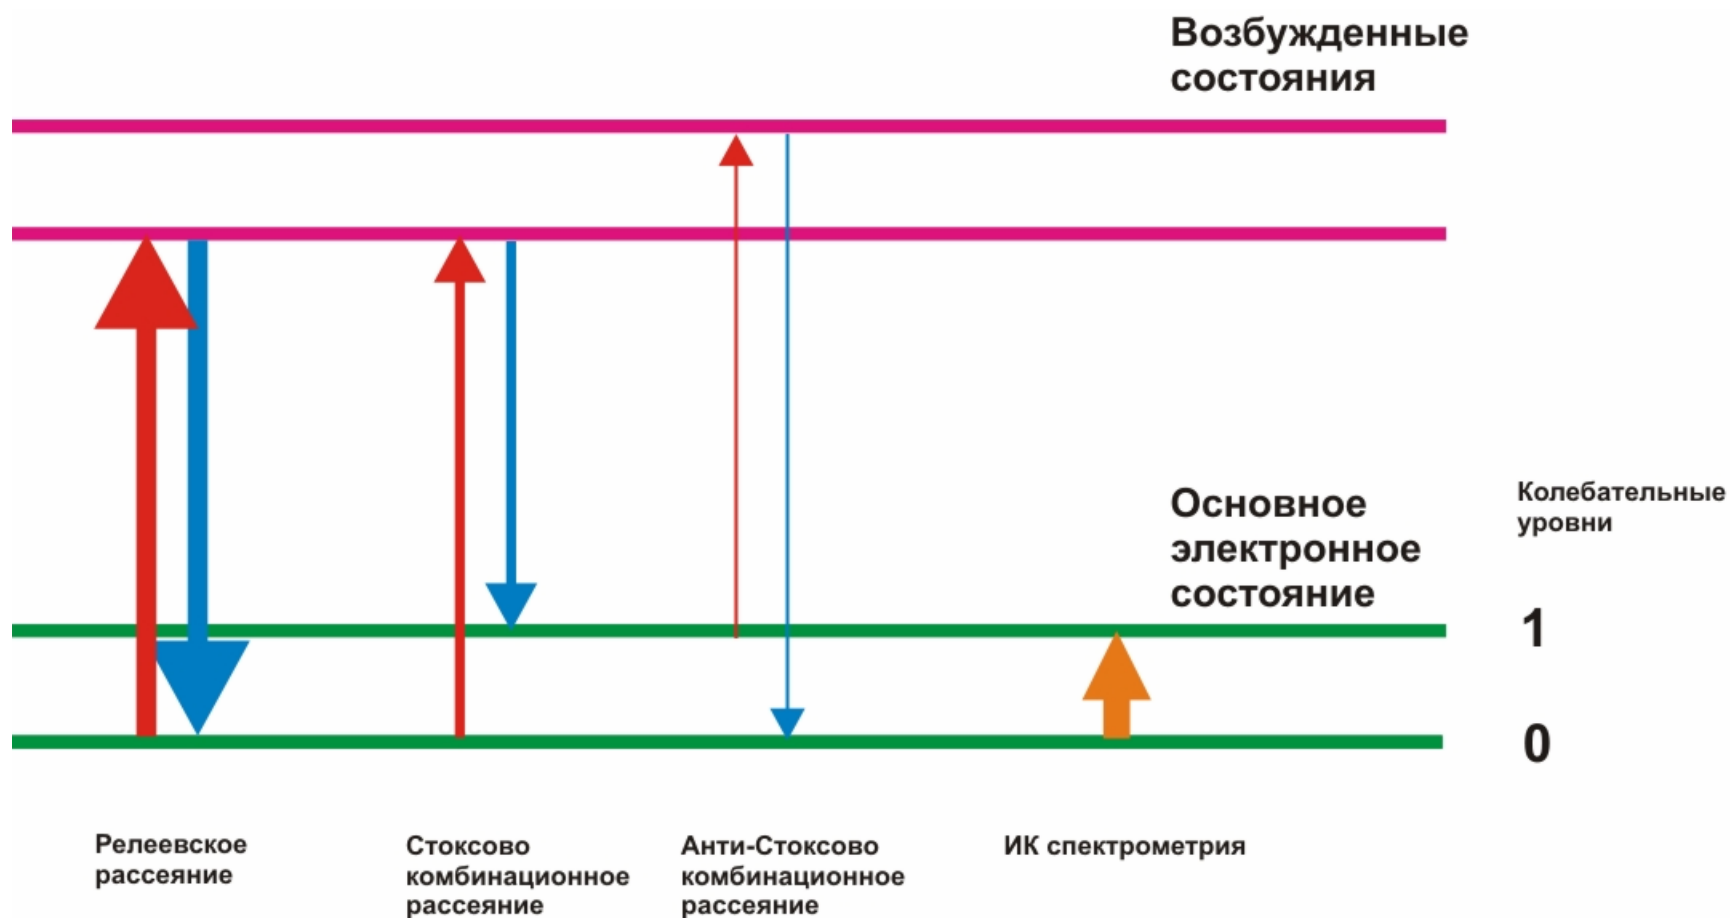 Возбужденные
состояния
Основное
электронное
состояние
Колебательные
уровни
1
0
Релеевское
рассеяние
Стоксово
комбинационное
рассеяние
Анти-Стоксово
комбинационное
рассеяние
ИК спектрометрия